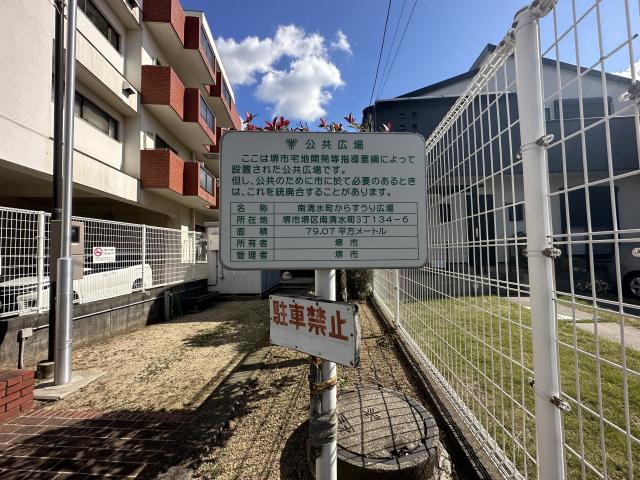 公共広場
ここは堺市宅地開発等指導要綱によって
設置された公共広場です。
但し、公共のために市に於て必要のあるとき
は、これを統廃合することがあります。
名称 南清水町からすうり広場
所在地 堺市堺区南清水町3丁134-6
面積 79.07 平方メートル
所有者 堺市
管理者 堺市
駐車禁止